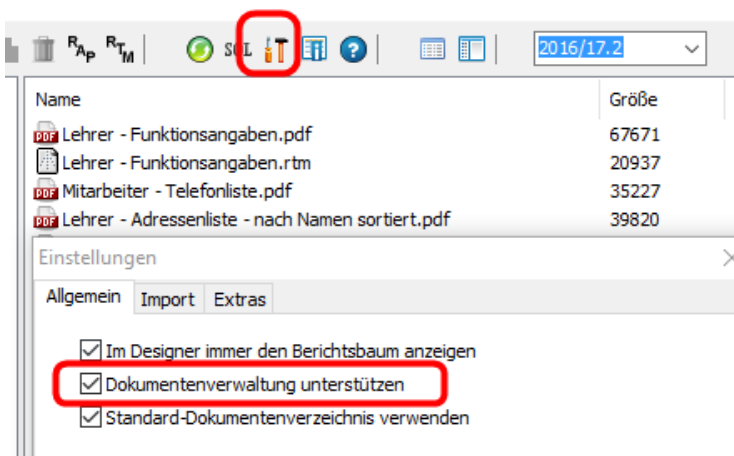 RAP RTM SQL 2016/17.2
Name Größe
Lehrer - Funktionsangaben.pdf 67671
Lehrer - Funktionsangaben.rtm 20937
Mitarbeiter - Telefonliste.pdf 35227
Lehrer - Adressenliste - nach Namen sortiert.pdf 39820
Einstellungen
Allgemein Import Extras
Im Designer immer den Berichtsbaum anzeigen
Dokumentenverwaltung unterstützen
Standard-Dokumentenverzeichnis verwenden